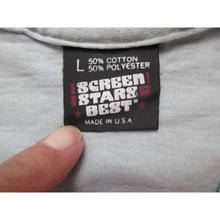 L 50% COTTON
50% POLYESTER
SCREEN
STARS
BEST
MADE IN U.S.A.